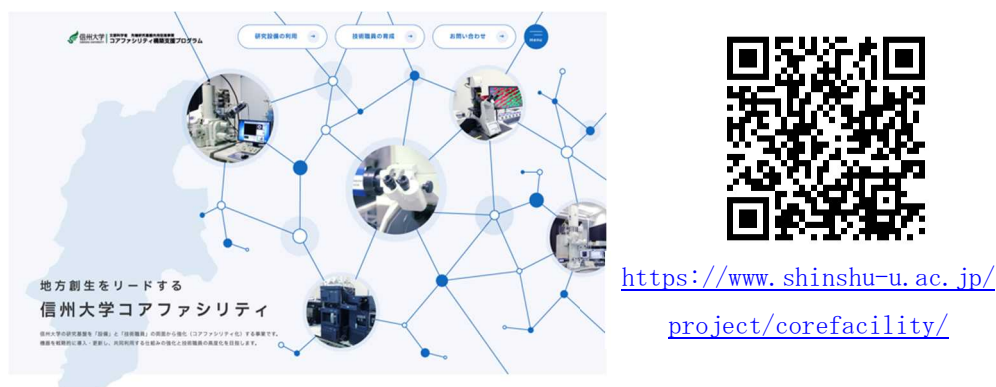 信州大学
文部科学省 先端研究基盤共用促進事業
コアファシリティ構築支援プログラム
研究設備の利用
技術職員の育成
お問い合わせ
MENU
地方創生をリードする
信州大学コアファシリティ
信州大学の研究基盤を「設備」と「技術職員」の両面から強化(コアファシリティ化)する事業です。
機器を戦略的に導入・更新し、共同利用する仕組みの強化と技術職員の高度化を目指します。
https://www.shinshu-u.ac.jp/
project/corefacility/